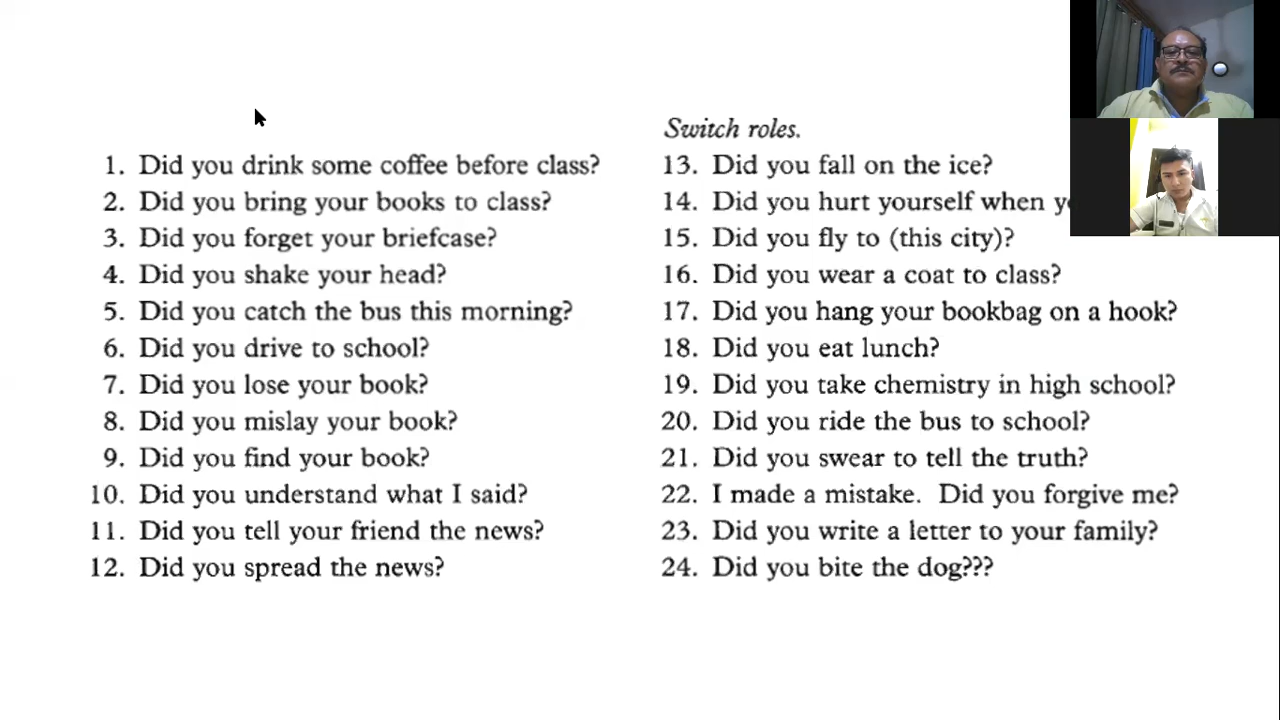 1. Did you drink some coffee before class?
2. Did you bring your books to class?
3. Did you forget your briefcase?
4. Did you shake your head?
5. Did you catch the bus this morning?
6. Did you drive to school?
7. Did you lose your book?
8. Did you mislay your book?
9. Did you find your book?
10. Did you understand what I said?
11. Did you tell your friend the news?
12. Did you spread the news?
Switch roles.
13. Did you fall on the ice?
14. Did you hurt yourself when
15. Did you fly to (this city)?
16. Did you wear a coat to class?
17. Did you hang your bookbag on a hook?
18. Did you eat lunch?
19. Did you take chemistry in high school?
20. Did you ride the bus to school?
21. Did you swear to tell the truth?
22. I made a mistake. Did you forgive me?
23. Did you write a letter to your family?
24. Did you bite the dog???